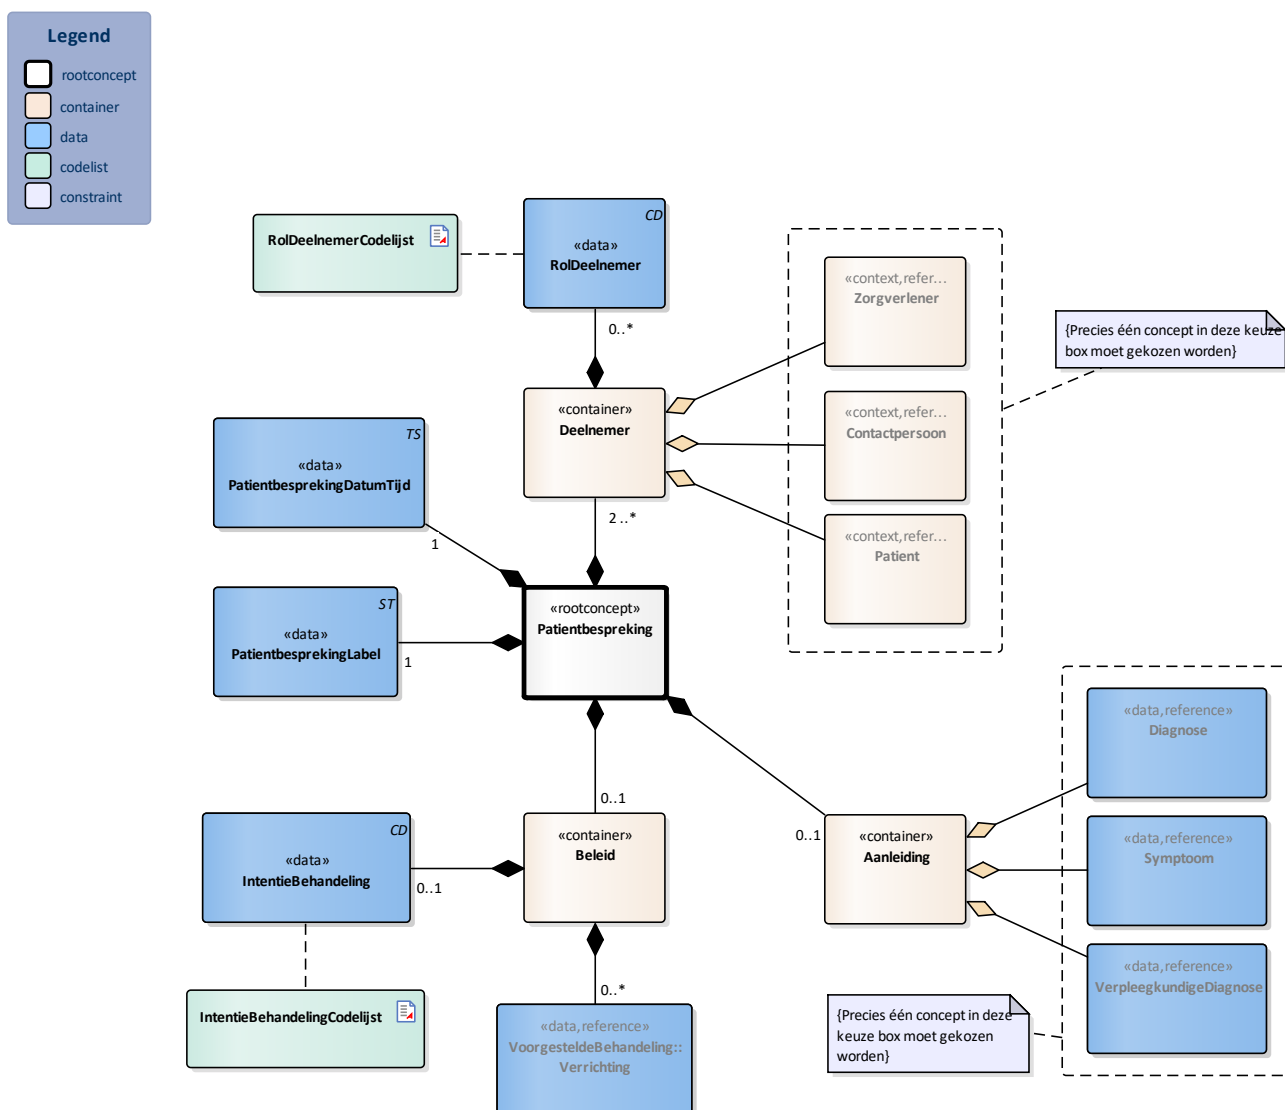 Legend
rootconcept
container
data
codelist
constraint
RolDeelnemerCodelijst
CD
«data»
RolDeelnemer
0..*
«context,refer...
Zorgverlener
{Precies één concept in deze keuze
box moet gekozen worden}
«container»
Deelnemer
«context,refer...
Contactpersoon
TS
«data»
PatientbesprekingDatumTijd
1
2..*
«context,refer...
Patient
ST
«data»
PatientbesprekingLabel
1
«rootconcept»
Patientbespreking
«data,reference»
Diagnose
0..1
0..1
CD
«data»
IntentieBehandeling
0..1
«container»
Beleid
«container»
Aanleiding
«data,reference»
Symptoom
«data,reference»
VerpleegkundigeDiagnose
0..*
IntentieBehandelingCodelijst
«data,reference»
VoorgesteldeBehandeling::
Verrichting
{Precies één concept in deze
keuze box moet gekozen
worden}